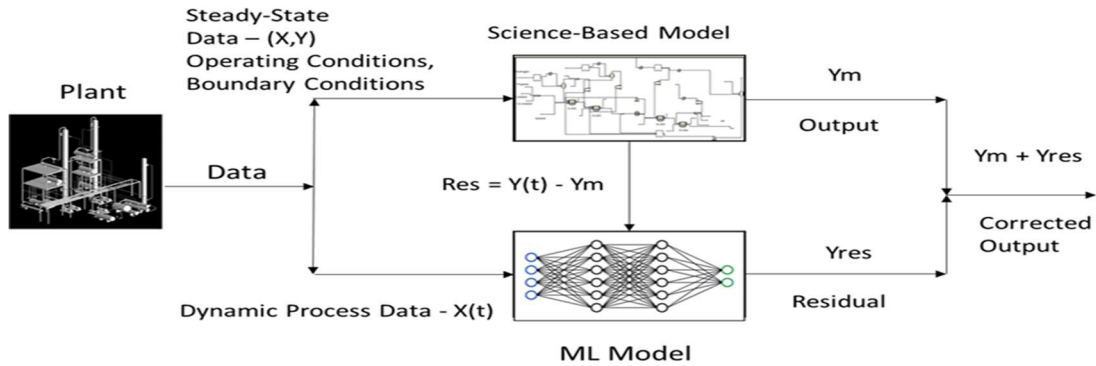 Steady-State
Data – (X,Y)
Operating Conditions,
Boundary Conditions
Science-Based Model
Plant
Ym
Output
Data
Res = Y(t) - Ym
Ym + Yres
Corrected
Output
Yres
Residual
Dynamic Process Data - X(t)
ML Model